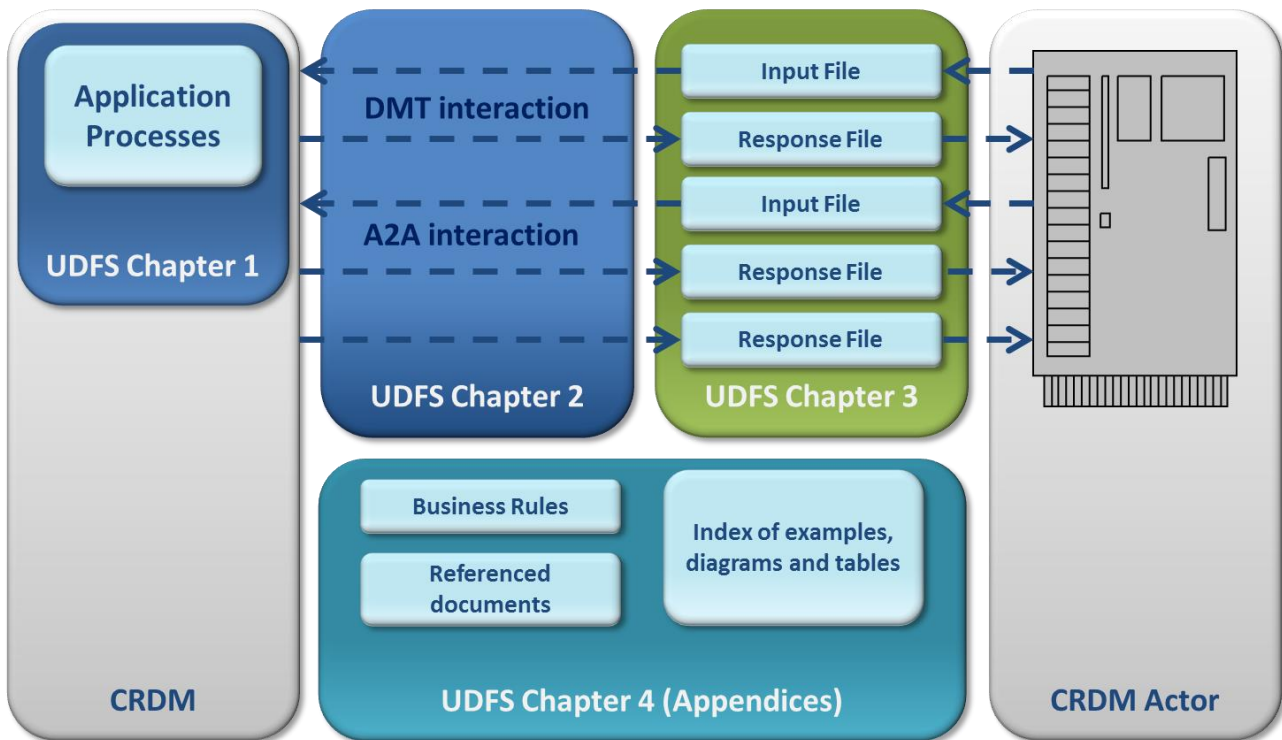 Application
Processes
UDFS Chapter 1
CRDM
DMT interaction
A2A interaction
UDFS Chapter 2
Input File
Response File
Input File
Response File
Response File
UDFS Chapter 3
Business Rules
Referenced
documents
Index of examples,
diagrams and tables
UDFS Chapter 4 (Appendices)
CRDM Actor